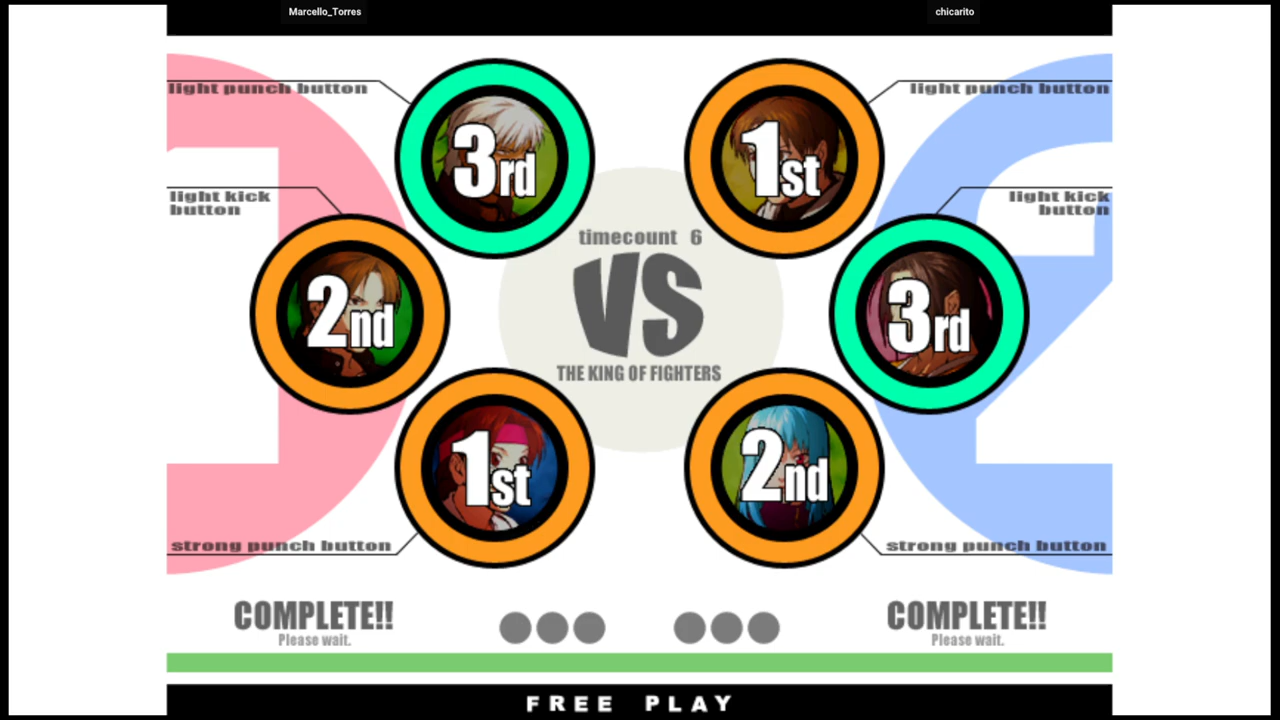 Marcello_Torres
chicarito
light punch button
light punch button
3rd
1st
light kick
button
light kick
button
timecount 6
VS
THE KING OF FIGHTERS
2nd
3rd
1st
2nd
strong punch button
strong punch button
COMPLETE!!
Please wait.
COMPLETE!!
Please wait.
FREE PLAY
1
2